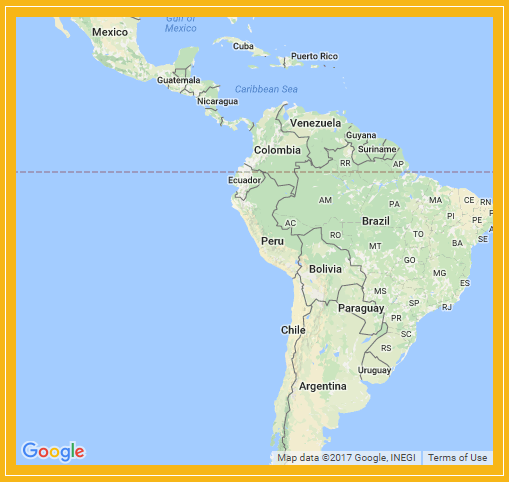 Gulf of
Mexico
Mexico
Cuba
Puerto Rico
Guatemala
Caribbean Sea
Nicaragua
Venezuela
Guyana
Colombia
Suriname
RR
AP
Ecuador
AM
PA
MA
CE
RN
PI
PE
AC
Brazil
TO
RO
SE
Peru
MT
BA
GO
Bolivia
MG
MS
ES
SP
Paraguay
RJ
PR
Chile
SC
RS
Uruguay
Argentina
Google
Map data ©2017 Google, INEGI
Terms of Use